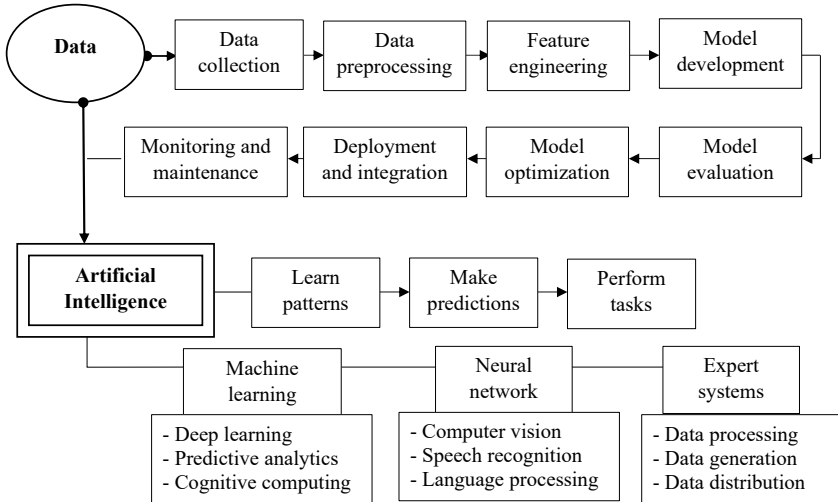 Data
Data
collection
Data
preprocessing
Feature
engineering
Model
development
Monitoring and
maintenance
Deployment
and integration
Model
optimization
Model
evaluation
Artificial
Intelligence
Learn
patterns
Make
predictions
Perform
tasks
Machine
learning
- Deep learning
- Predictive analytics
- Cognitive computing
Neural
network
- Computer vision
- Speech recognition
- Language processing
Expert
systems
- Data processing
- Data generation
- Data distribution